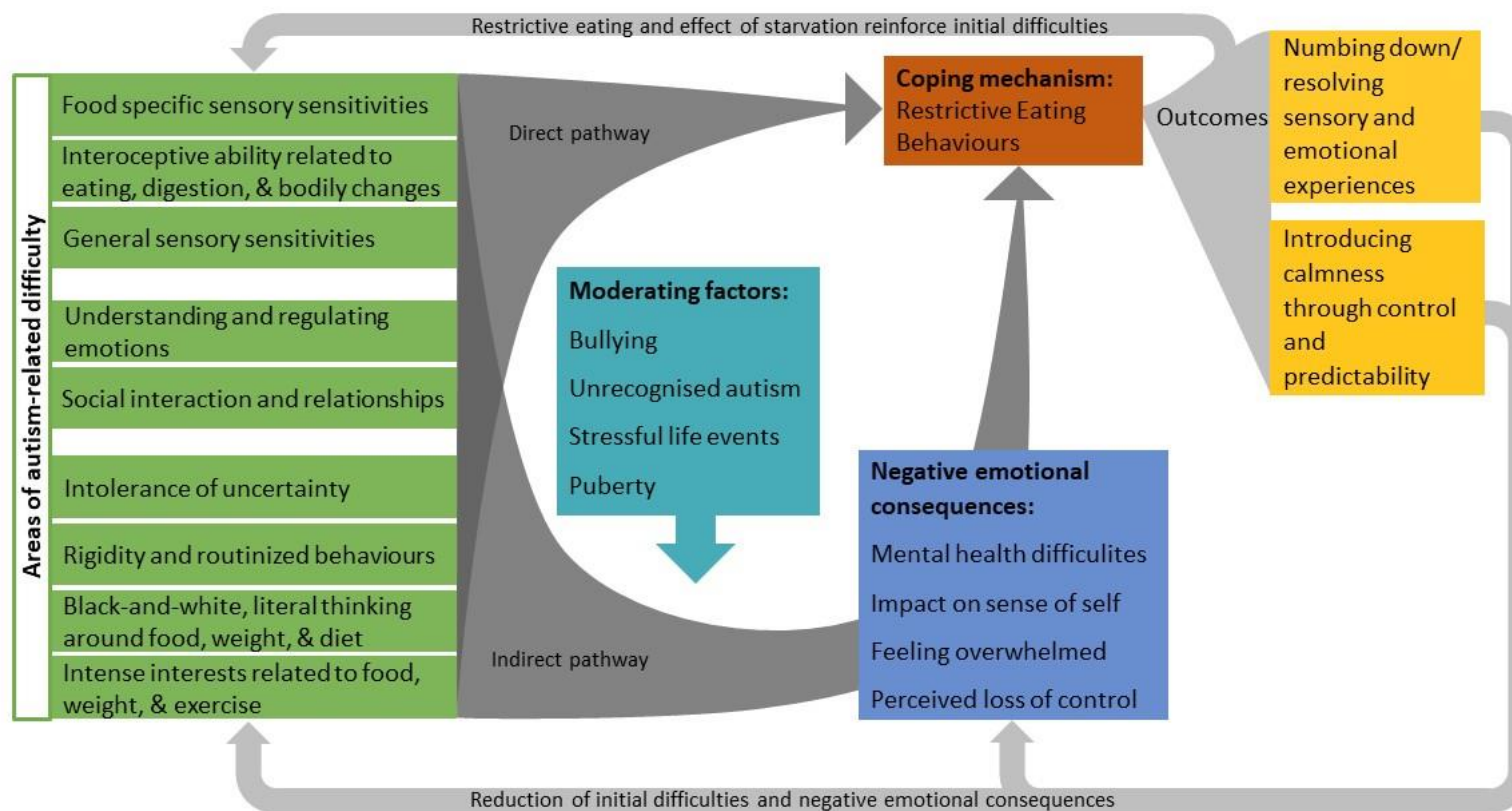 Restrictive eating and effect of starvation reinforce initial difficulties
Areas of autism-related difficulty
Food specific sensory sensitivities
Interoceptive ability related to
eating, digestion, & bodily changes
General sensory sensitivities
Understanding and regulating
emotions
Social interaction and relationships
Intolerance of uncertainty
Rigidity and routinized behaviours
Black-and-white, literal thinking
around food, weight, & diet
Intense interests related to food,
weight, & exercise
Direct pathway
Indirect pathway
Moderating factors:
Bullying
Unrecognised autism
Stressful life events
Puberty
Coping mechanism:
Restrictive Eating
Behaviours
Negative emotional
consequences:
Mental health difficulites
Impact on sense of self
Feeling overwhelmed
Perceived loss of control
Outcomes
Numbing down/
resolving
sensory and
emotional
experiences
Introducing
calmness
through control
and
predictability
Reduction of initial difficulties and negative emotional consequences